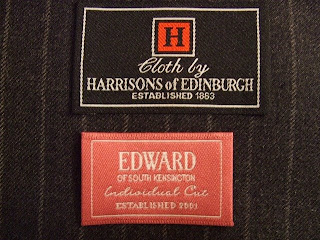 H
Cloth by
HARRISONS of EDINBURGH
ESTABLISHED 1863
EDWARD
OF SOUTH KENSINGTON
Individual Cut
ESTABLISHED 2001